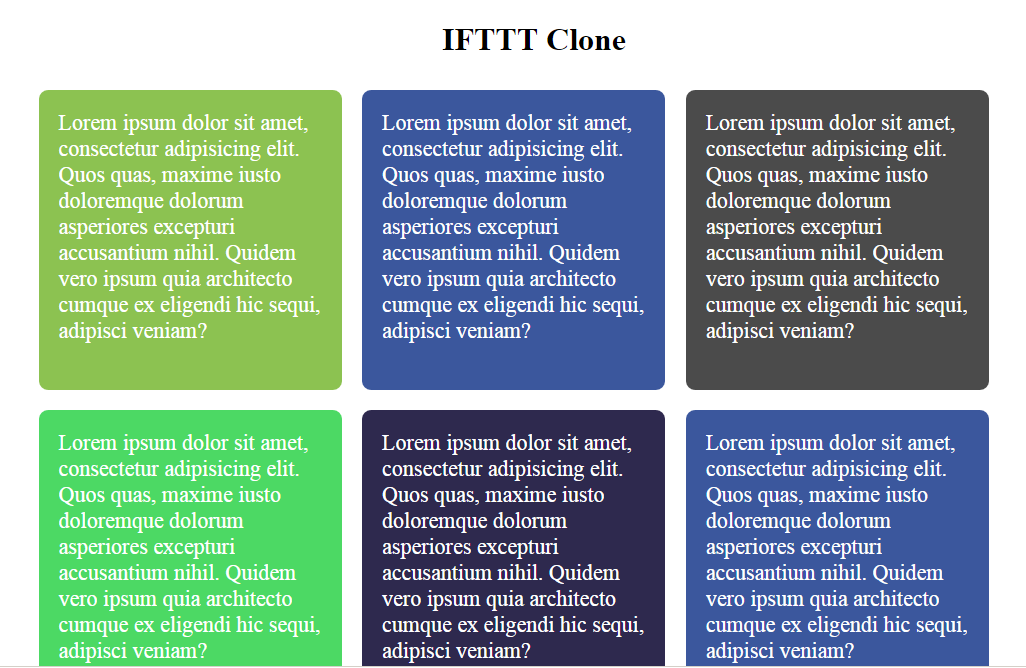 IFTTT Clone
Lorem ipsum dolor sit amet,
consectetur adipisicing elit.
Quos quas, maxime iusto
doloremque dolorum
asperiores excepturi
accusantium nihil. Quidem
vero ipsum quia architecto
cumque ex eligendi hic sequi,
adipisci veniam?
Lorem ipsum dolor sit amet,
consectetur adipisicing elit.
Quos quas, maxime iusto
doloremque dolorum
asperiores excepturi
accusantium nihil. Quidem
vero ipsum quia architecto
cumque ex eligendi hic sequi,
adipisci veniam?
Lorem ipsum dolor sit amet,
consectetur adipisicing elit.
Quos quas, maxime iusto
doloremque dolorum
asperiores excepturi
accusantium nihil. Quidem
vero ipsum quia architecto
cumque ex eligendi hic sequi,
adipisci veniam?
Lorem ipsum dolor sit amet,
consectetur adipisicing elit.
Quos quas, maxime iusto
doloremque dolorum
asperiores excepturi
accusantium nihil. Quidem
vero ipsum quia architecto
cumque ex eligendi hic sequi,
adipisci veniam?
Lorem ipsum dolor sit amet,
consectetur adipisicing elit.
Quos quas, maxime iusto
doloremque dolorum
asperiores excepturi
accusantium nihil. Quidem
vero ipsum quia architecto
cumque ex eligendi hic sequi,
adipisci veniam?
Lorem ipsum dolor sit amet,
consectetur adipisicing elit.
Quos quas, maxime iusto
doloremque dolorum
asperiores excepturi
accusantium nihil. Quidem
vero ipsum quia architecto
cumque ex eligendi hic sequi,
adipisci veniam?